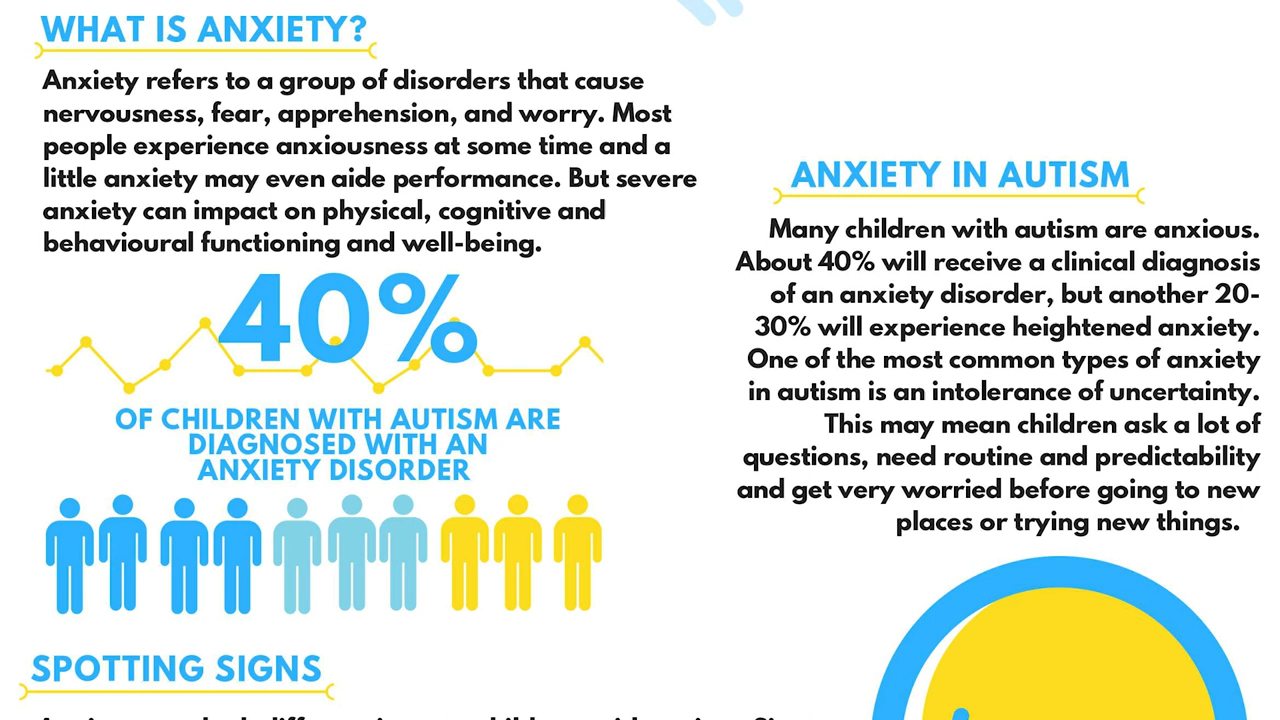 WHAT IS ANXIETY?
Anxiety refers to a group of disorders that cause
nervousness, fear, apprehension, and worry. Most
people experience anxiousness at some time and a
little anxiety may even aide performance. But severe
anxiety can impact on physical, cognitive and
behavioural functioning and well-being.
40%
OF CHILDREN WITH AUTISM ARE
DIAGNOSED WITH AN
ANXIETY DISORDER
ANXIETY IN AUTISM
Many children with autism are anxious.
About 40% will receive a clinical diagnosis
of an anxiety disorder, but another 20-
30% will experience heightened anxiety.
One of the most common types of anxiety
in autism is an intolerance of uncertainty.
This may mean children ask a lot of
questions, need routine and predictability
and get very worried before going to new
places or trying new things.
SPOTTING SIGNS